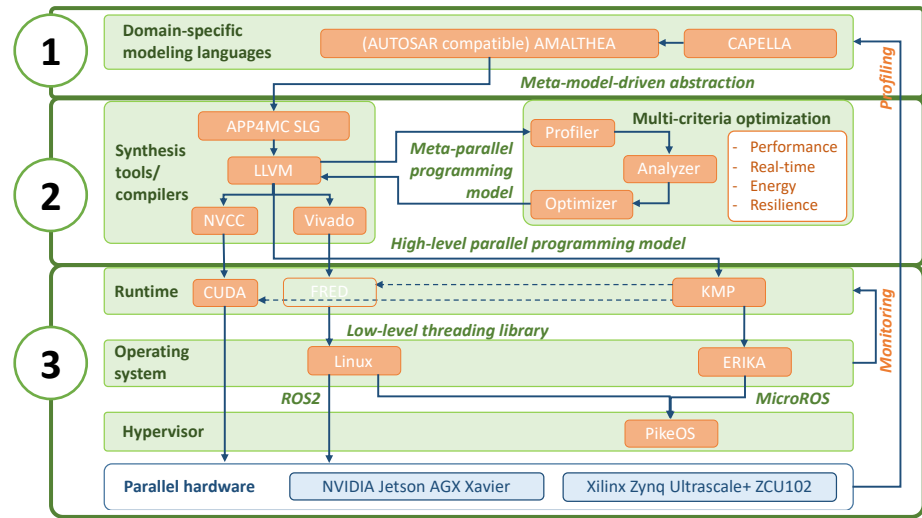 1
Domain-specific
modeling languages
(AUTOSAR compatible) AMALTHEA
CAPELLA
Meta-model-driven abstraction
Profiling
2
Synthesis
tools/
compilers
APP4MC SLG
LLVM
NVCC
Vivado
Meta-parallel
programming
model
Multi-criteria optimization
Profiler
Analyzer
Optimizer
- Performance
- Real-time
- Energy
- Resilience
High-level parallel programming model
3
Runtime
CUDA
FRED
KMP
Low-level threading library
Monitoring
Operating
system
Linux
ERIKA
ROS2
MicroROS
Hypervisor
PikeOS
Parallel hardware
NVIDIA Jetson AGX Xavier
Xilinx Zynq Ultrascale+ ZCU102